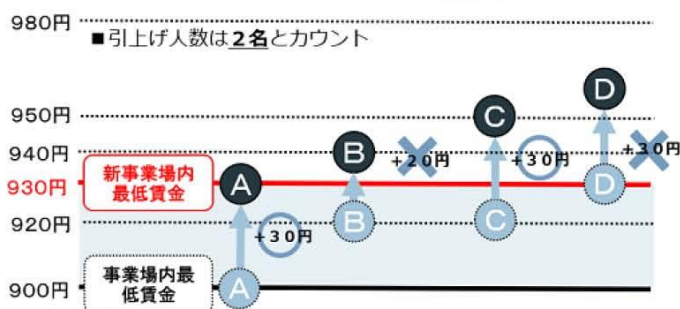 980円
■引上げ人数は2名とカウント
950円
940円
930円
920円
900円
新事業場内
最低賃金
事業場内最
低賃金
A
A
+30円
B
B
+20円
C
C
+30円
D
D
+30円